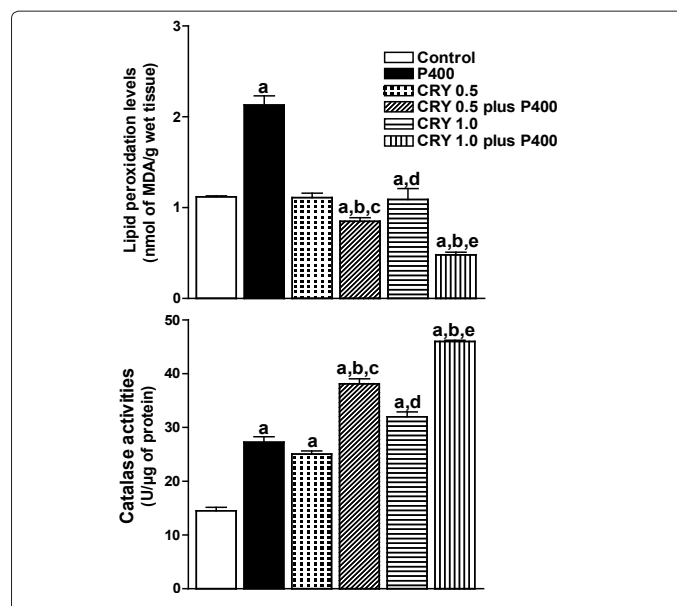 3
2
1
0
Lipid peroxidation levels
(nmol of MDA/g wet tissue)
Control
P400
CRY 0.5
CRY 0.5 plus P400
CRY 1.0
CRY 1.0 plus P400
a
a,b,c
a,d
a,b,e
50
40
30
20
10
0
Catalase activities
(U/µg of protein)
a
a
a,b,c
a,d
a,b,e